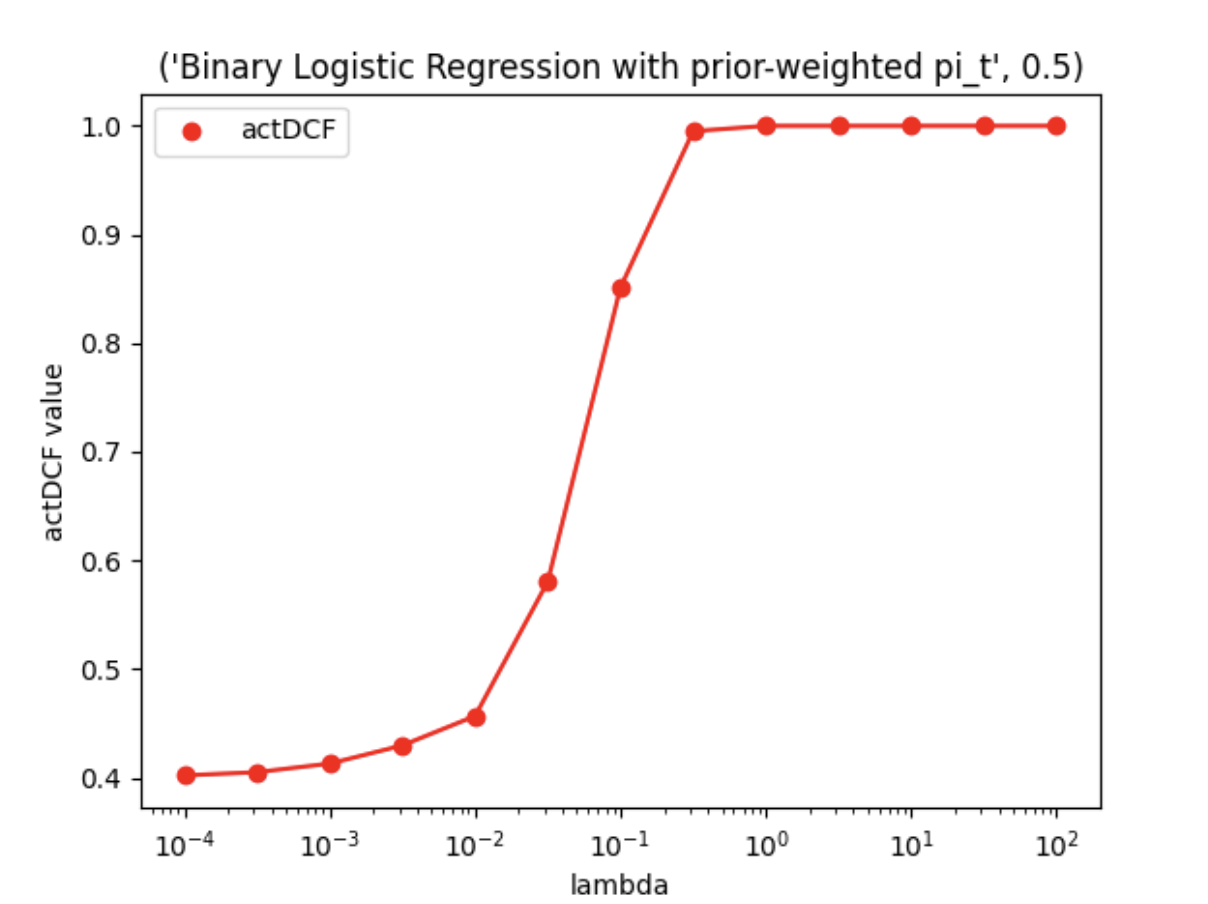 ('Binary Logistic Regression with prior-weighted pi_t', 0.5)
actDCF
1.0
0.9
0.8
0.7
0.6
0.5
0.4
actDCF value
10⁻⁴ 10⁻³ 10⁻² 10⁻¹ 10⁰ 10¹ 10²
lambda